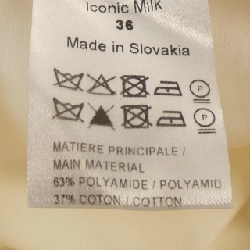 Iconic Milk
36
Made in Slovakia
MATIERE PRINCIPALE /
MAIN MATERIAL
63% POLYAMIDE / POLYAMID
37% COTON / COTTON